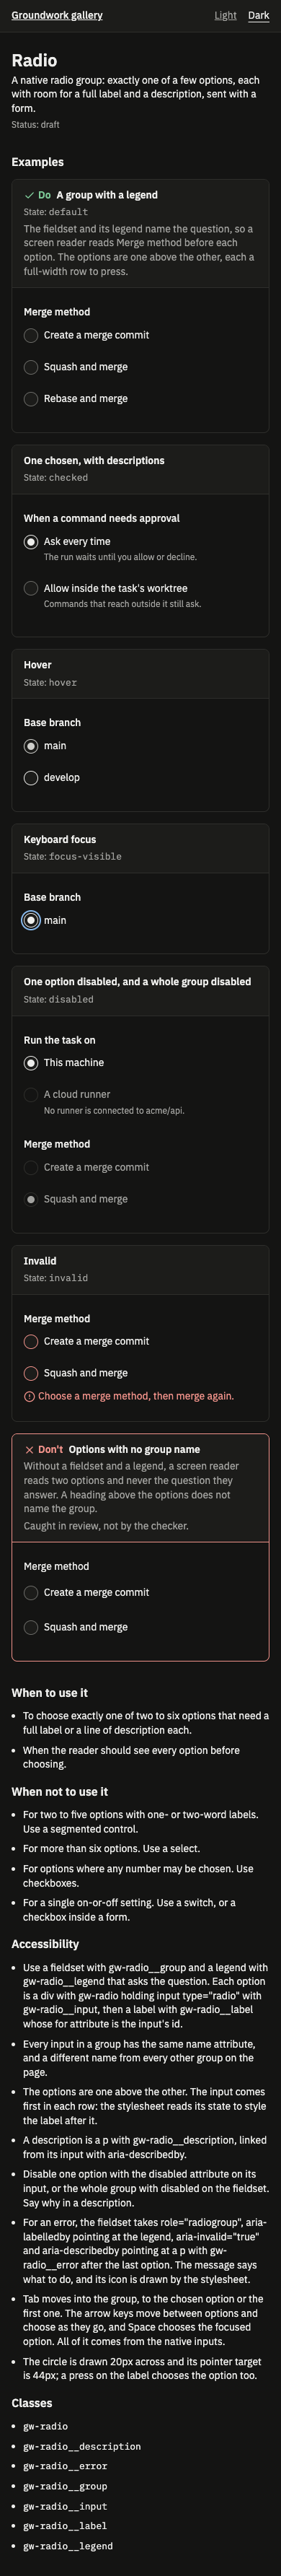 Groundwork gallery
Light
Dark
Radio
A native radio group: exactly one of a few options, each
with room for a full label and a description, sent with a
form.
Status: draft
Examples
Do A group with a legend
State: default
The fieldset and its legend name the question, so a
screen reader reads Merge method before each
option. The options are one above the other, each a
full-width row to press.
Merge method
Create a merge commit
Squash and merge
Rebase and merge
One chosen, with descriptions
State: checked
When a command needs approval
Ask every time
The run waits until you allow or decline.
Allow inside the task's worktree
Commands that reach outside it still ask.
Hover
State: hover
Base branch
main
develop
Keyboard focus
State: focus-visible
Base branch
main
One option disabled, and a whole group disabled
State: disabled
Run the task on
This machine
A cloud runner
No runner is connected to acme/api.
Merge method
Create a merge commit
Squash and merge
Invalid
State: invalid
Merge method
Create a merge commit
Squash and merge
Choose a merge method, then merge again.
Don't Options with no group name
Without a fieldset and a legend, a screen reader
reads two options and never the question they
answer. A heading above the options does not
name the group.
Caught in review, not by the checker.
Merge method
Create a merge commit
Squash and merge
When to use it
• To choose exactly one of two to six options that need a
full label or a line of description each.
• When the reader should see every option before
choosing.
When not to use it
• For two to five options with one- or two-word labels.
Use a segmented control.
• For more than six options. Use a select.
• For options where any number may be chosen. Use
checkboxes.
• For a single on-or-off setting. Use a switch, or a
checkbox inside a form.
Accessibility
• Use a fieldset with gw-radio__group and a legend with
gw-radio__legend that asks the question. Each option
is a div with gw-radio holding input type="radio" with
gw-radio__input, then a label with gw-radio__label
whose for attribute is the input's id.
• Every input in a group has the same name attribute,
and a different name from every other group on the
page.
• The options are one above the other. The input comes
first in each row: the stylesheet reads its state to style
the label after it.
• A description is a p with gw-radio__description, linked
from its input with aria-describedby.
• Disable one option with the disabled attribute on its
input, or the whole group with disabled on the fieldset.
Say why in a description.
• For an error, the fieldset takes role="radiogroup", aria-
labelledby pointing at the legend, aria-invalid="true"
and aria-describedby pointing at a p with gw-
radio__error after the last option. The message says
what to do, and its icon is drawn by the stylesheet.
• Tab moves into the group, to the chosen option or the
first one. The arrow keys move between options and
choose as they go, and Space chooses the focused
option. All of it comes from the native inputs.
• The circle is drawn 20px across and its pointer target
is 44px; a press on the label chooses the option too.
Classes
• gw-radio
• gw-radio__description
• gw-radio__error
• gw-radio__group
• gw-radio__input
• gw-radio__label
• gw-radio__legend